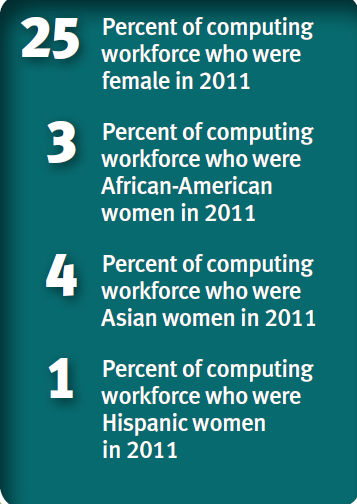 25 Percent of computing
workforce who were
female in 2011
3 Percent of computing
workforce who were
African-American
women in 2011
4 Percent of computing
workforce who were
Asian women in 2011
1 Percent of computing
workforce who were
Hispanic women
in 2011